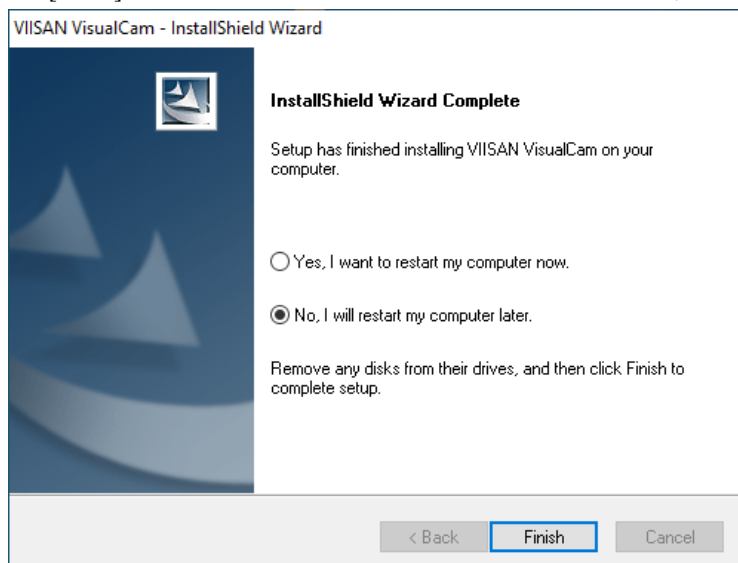 VIISAN VisualCam - InstallShield Wizard
InstallShield Wizard Complete
Setup has finished installing VIISAN VisualCam on your
computer.
Yes, I want to restart my computer now.
No, I will restart my computer later.
Remove any disks from their drives, and then click Finish to
complete setup.
< Back Finish Cancel